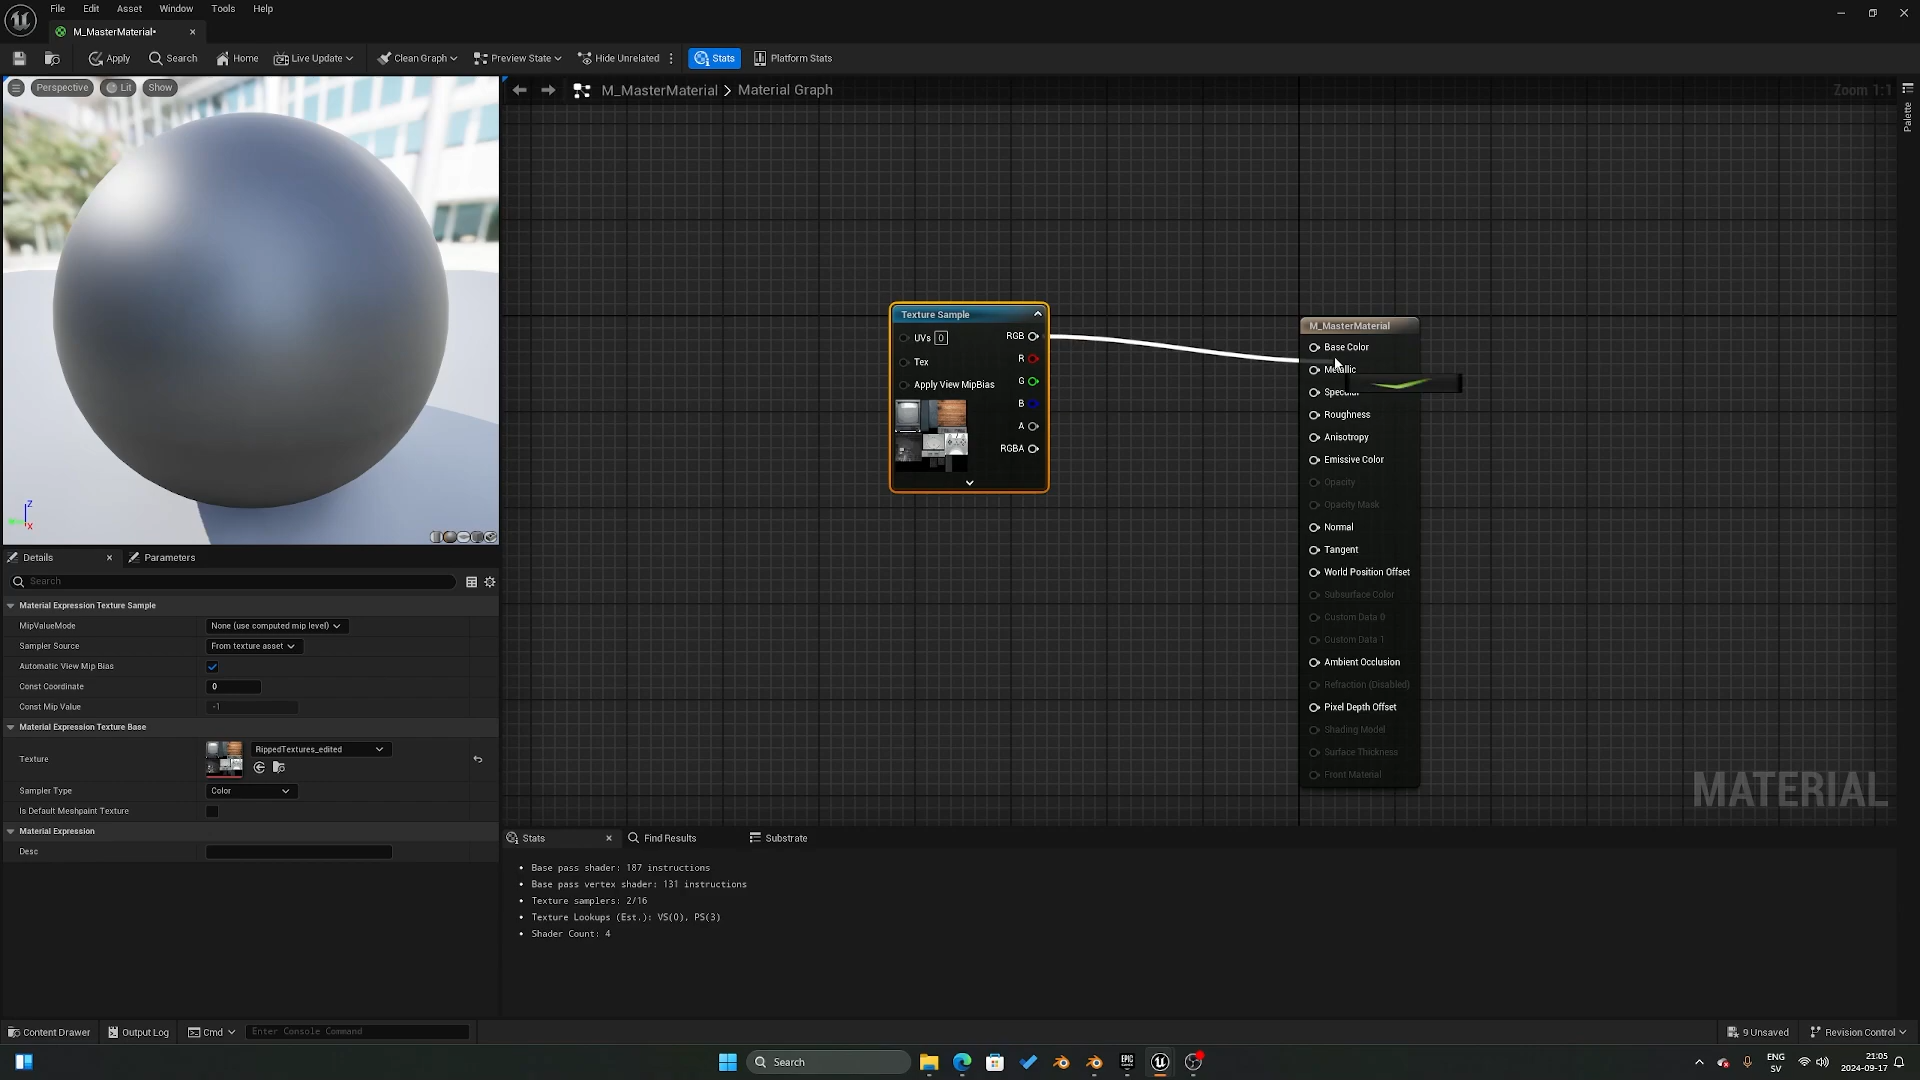 File Edit Asset Window Tools Help
M_MasterMaterial•
Apply Search Home Live Update Clean Graph Preview State Hide Unrelated Stats Platform Stats
Perspective Lit Show
M_MasterMaterial > Material Graph
Zoom 1:1
Palette
Texture Sample
UVs 0
Tex
Apply View MipBias
RGB
R
G
B
A
RGBA
M_MasterMaterial
Base Color
Metallic
Specular
Roughness
Anisotropy
Emissive Color
Opacity
Opacity Mask
Normal
Tangent
World Position Offset
Subsurface Color
Custom Data 0
Custom Data 1
Ambient Occlusion
Refraction (Disabled)
Pixel Depth Offset
Shading Model
Surface Thickness
Front Material
MATERIAL
Z
X
Details Parameters
Search
Material Expression Texture Sample
MipValueMode None (use computed mip level)
Sampler Source From texture asset
Automatic View Mip Bias
Const Coordinate 0
Const Mip Value -1
Material Expression Texture Base
Texture RippedTextures_edited
Sampler Type Color
Is Default Meshpaint Texture
Material Expression
Desc
Stats Find Results Substrate
• Base pass shader: 187 instructions
• Base pass vertex shader: 131 instructions
• Texture samplers: 2/16
• Texture Lookups (Est.): VS(0), PS(3)
• Shader Count: 4
Content Drawer Output Log Cmd Enter Console Command 9 Unsaved Revision Control
Search
EPIC
ENG
SV
21:05
2024-09-17